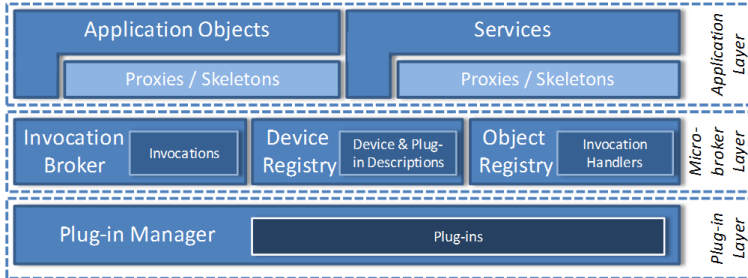 Application Objects
Services
Proxies / Skeletons
Proxies / Skeletons
Application
Layer
Invocation
Broker
Invocations
Device
Registry
Device & Plug-
in Descriptions
Object
Registry
Invocation
Handlers
Micro-
broker
Layer
Plug-in Manager
Plug-ins
Plug-in
Layer